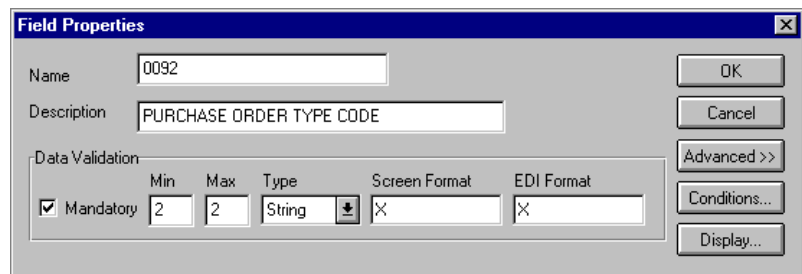 Field Properties
Name 0092 OK
Description PURCHASE ORDER TYPE CODE Cancel
Data Validation Advanced >>
Min Max Type Screen Format EDI Format
Mandatory 2 2 String X X Conditions...
Display...